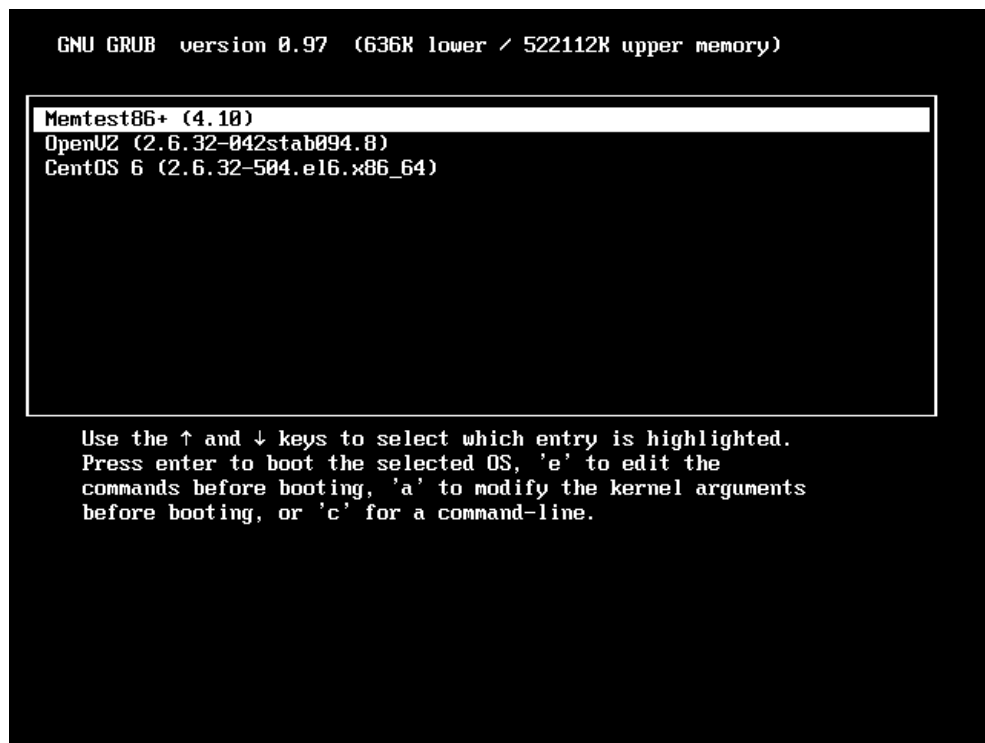 GNU GRUB  version 0.97  (636K lower / 522112K upper memory)
Memtest86+ (4.10)
OpenVZ (2.6.32-042stab094.8)
CentOS 6 (2.6.32-504.el6.x86_64)
Use the ↑ and ↓ keys to select which entry is highlighted.
Press enter to boot the selected OS, 'e' to edit the
commands before booting, 'a' to modify the kernel arguments
before booting, or 'c' for a command-line.